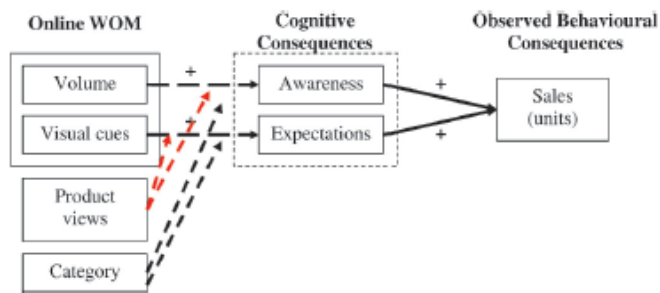 Online WOM
Cognitive
Consequences
Observed Behavioural
Consequences
Volume
+
Awareness
+
Sales
(units)
Visual cues
+
Expectations
+
Product
views
Category